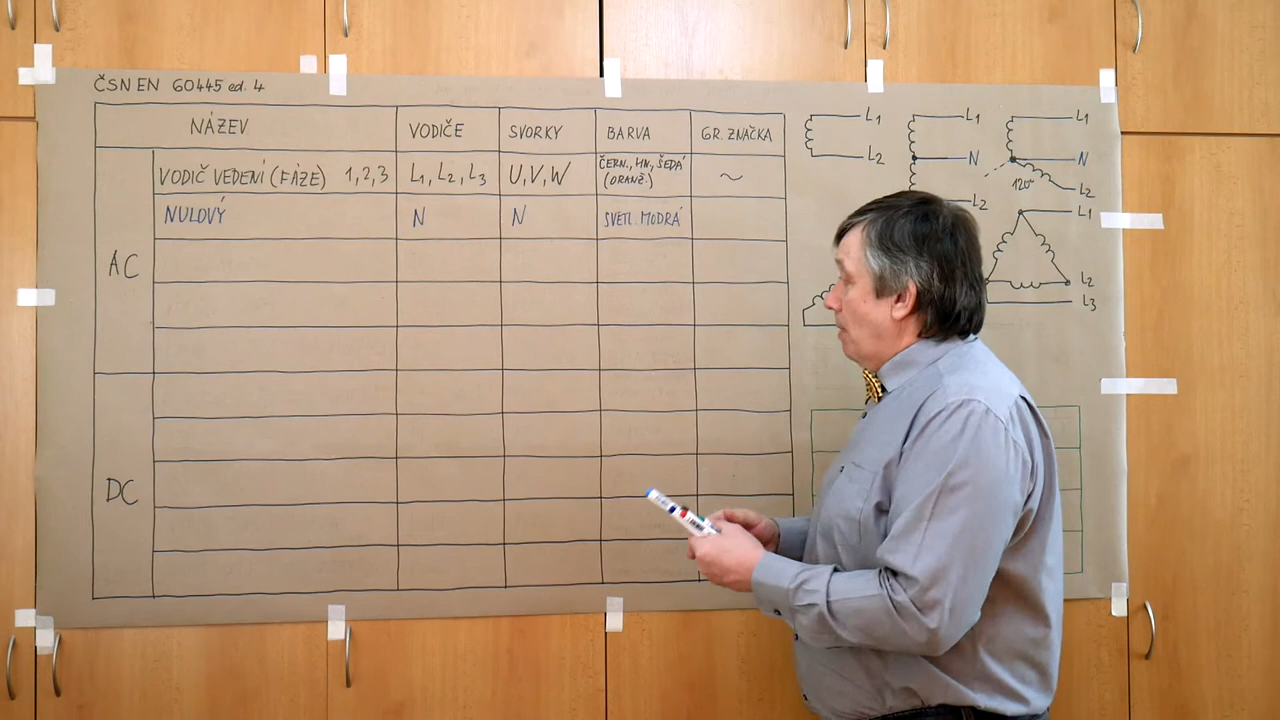 ČSN EN 60445 ed. 4
NÁZEV VODIČE SVORKY BARVA GR. ZNAČKA
AC
VODIČ VEDENÍ (FÁZE) 1,2,3 L1, L2, L3 U,V,W ČERN., HN., ŠEDÁ
(ORANŽ.) ~
NULOVÝ N N SVĚTL. MODRÁ
DC
L1
L2
L1
N
L2
L1
N
L2
120°
L1
L2
L3